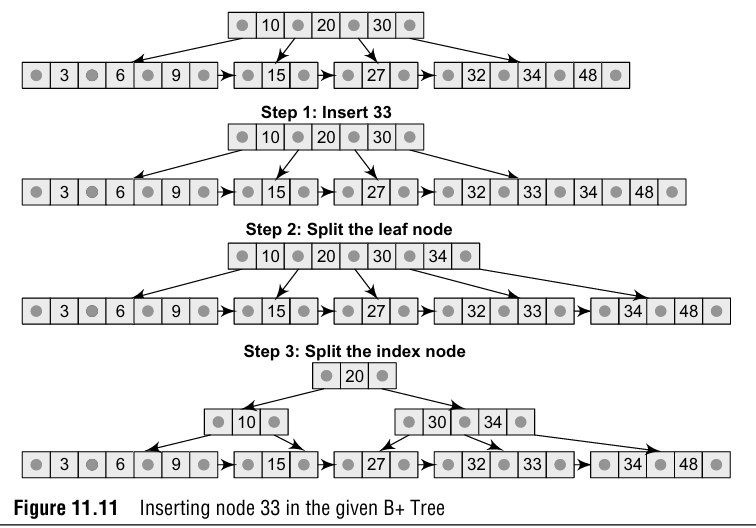 10 20 30
3 6 9 15 27 32 34 48
Step 1: Insert 33
10 20 30
3 6 9 15 27 32 33 34 48
Step 2: Split the leaf node
10 20 30 34
3 6 9 15 27 32 33 34 48
Step 3: Split the index node
20
10 30 34
3 6 9 15 27 32 33 34 48
Figure 11.11 Inserting node 33 in the given B+ Tree